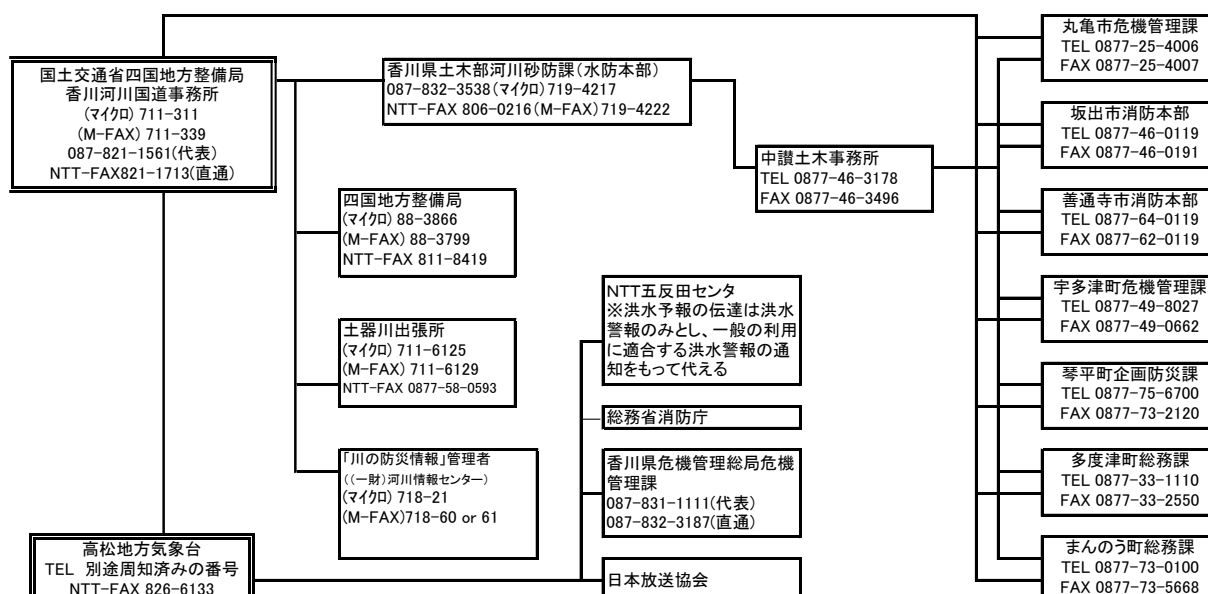 国土交通省四国地方整備局
香川河川国道事務所
(ﾏｲｸﾛ) 711-311
(M-FAX) 711-339
087-821-1561(代表)
NTT-FAX821-1713(直通)
香川県土木部河川砂防課(水防本部)
087-832-3538(ﾏｲｸﾛ)719-4217
NTT-FAX 806-0216(M-FAX)719-4222
中讃土木事務所
TEL 0877-46-3178
FAX 0877-46-3496
四国地方整備局
(ﾏｲｸﾛ) 88-3866
(M-FAX) 88-3799
NTT-FAX 811-8419
土器川出張所
(ﾏｲｸﾛ) 711-6125
(M-FAX) 711-6129
NTT-FAX 0877-58-0593
「川の防災情報」管理者
((一財)河川情報センター)
(ﾏｲｸﾛ) 718-21
(M-FAX)718-60 or 61
高松地方気象台
TEL 別途周知済みの番号
NTT-FAX 826-6133
NTT五反田センタ
※洪水予報の伝達は洪水
警報のみとし、一般の利用
に適合する洪水警報の通
知をもって代える
総務省消防庁
香川県危機管理総局危機
管理課
087-831-1111(代表)
087-832-3187(直通)
日本放送協会
丸亀市危機管理課
TEL 0877-25-4006
FAX 0877-25-4007
坂出市消防本部
TEL 0877-46-0119
FAX 0877-46-0191
善通寺市消防本部
TEL 0877-64-0119
FAX 0877-62-0119
宇多津町危機管理課
TEL 0877-49-8027
FAX 0877-49-0662
琴平町企画防災課
TEL 0877-75-6700
FAX 0877-73-2120
多度津町総務課
TEL 0877-33-1110
FAX 0877-33-2550
まんのう町総務課
TEL 0877-73-0100
FAX 0877-73-5668